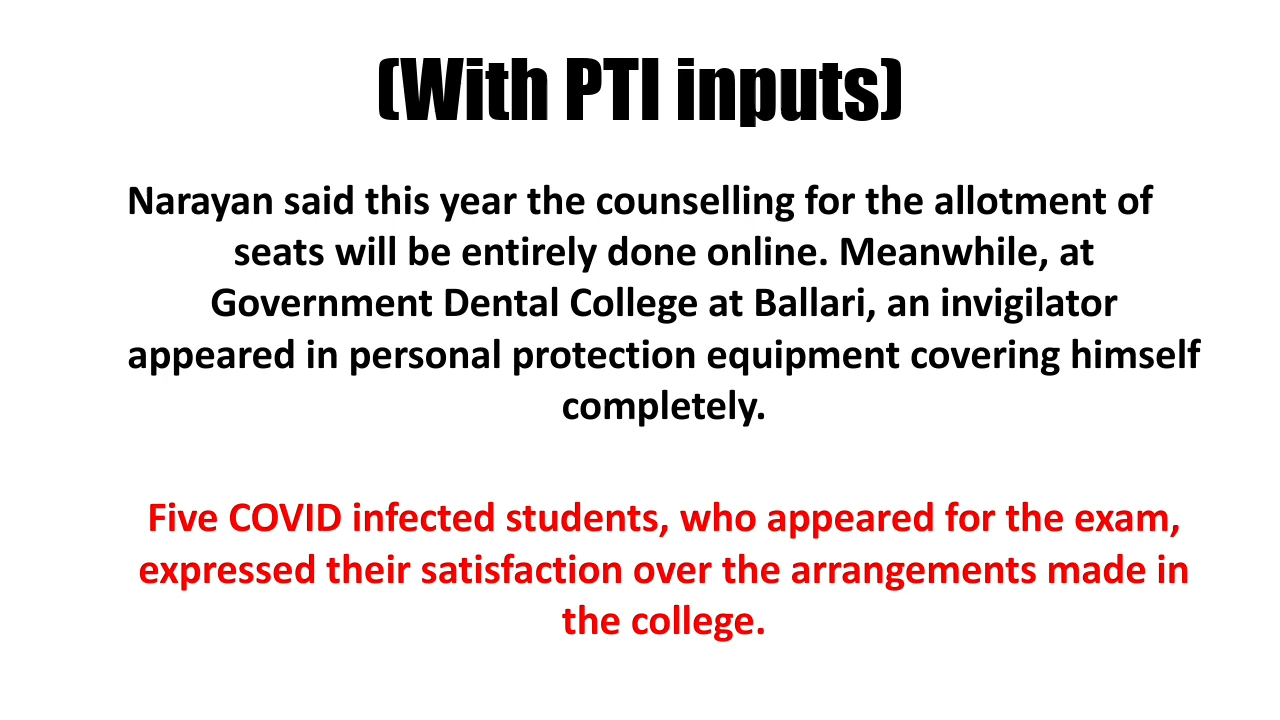 (With PTI inputs)
Narayan said this year the counselling for the allotment of
seats will be entirely done online. Meanwhile, at
Government Dental College at Ballari, an invigilator
appeared in personal protection equipment covering himself
completely.
Five COVID infected students, who appeared for the exam,
expressed their satisfaction over the arrangements made in
the college.